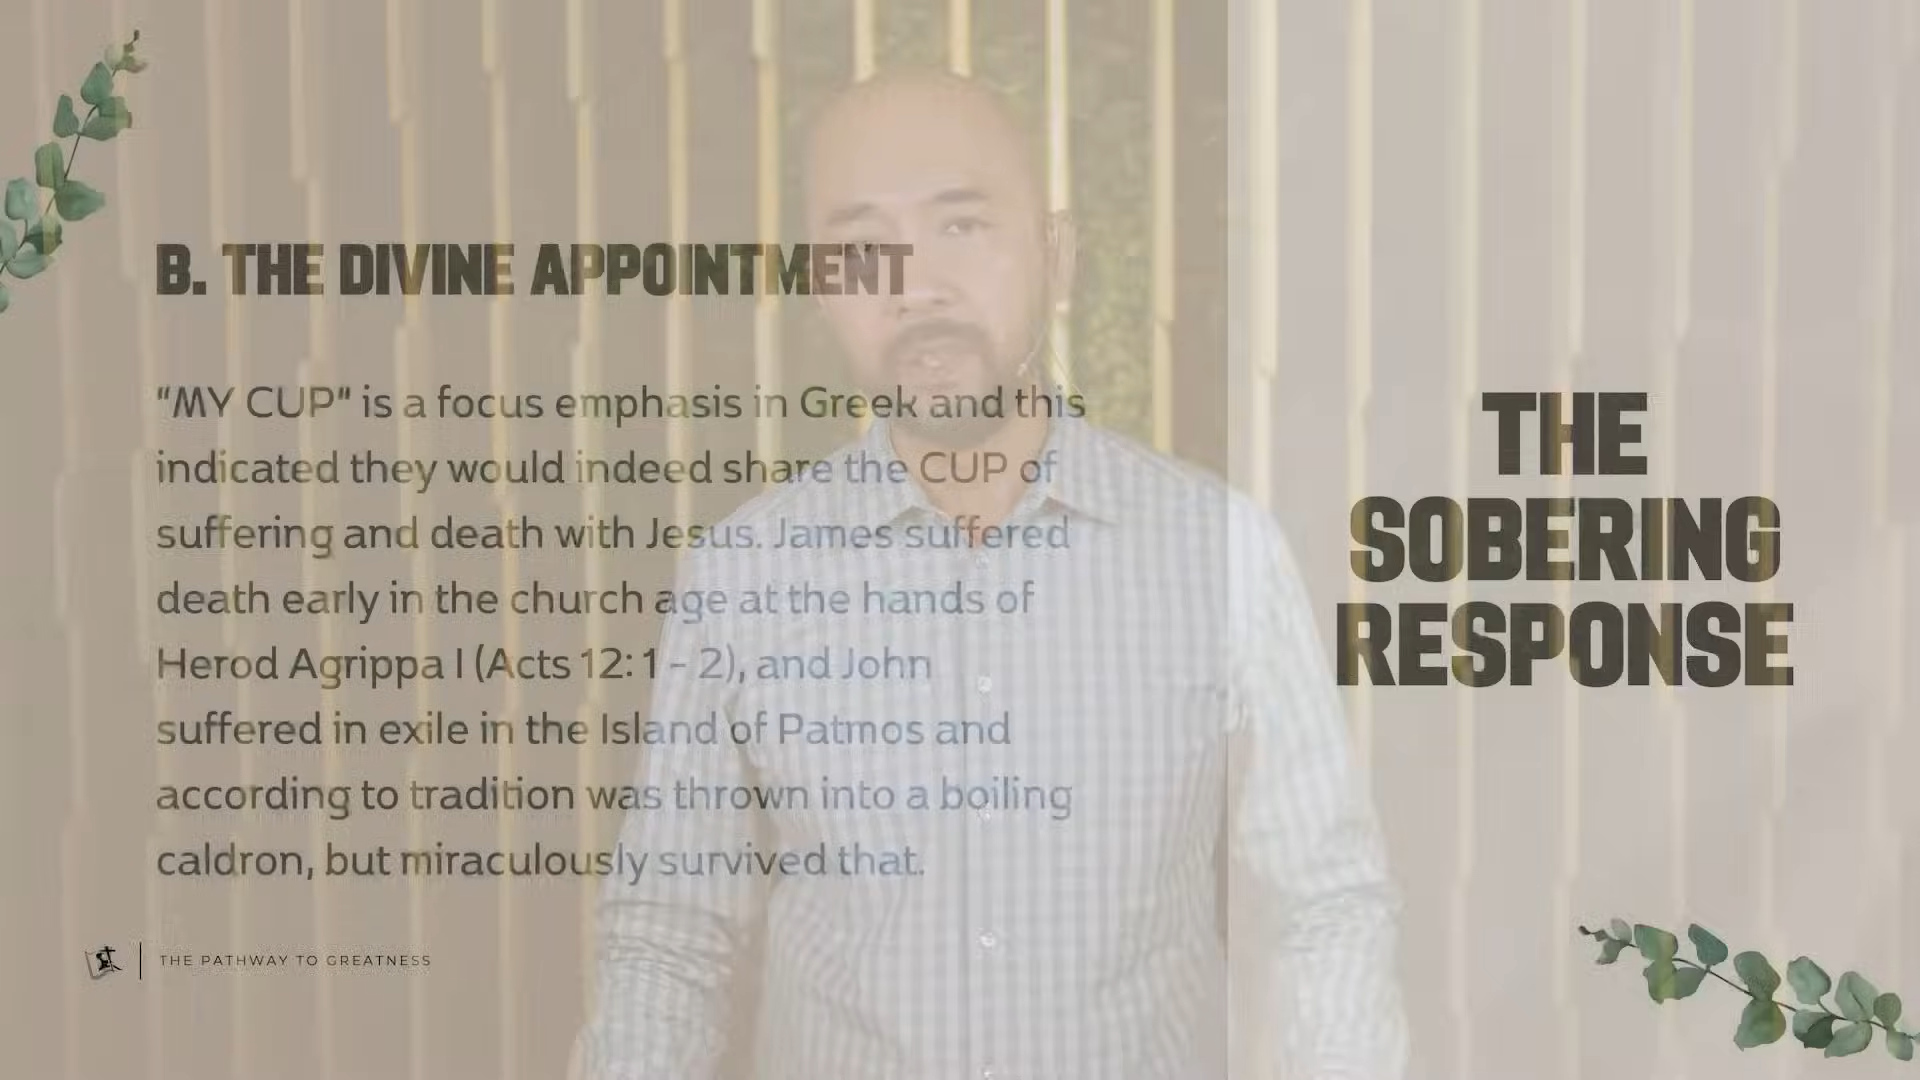 B. THE DIVINE APPOINTMENT
"MY CUP" is a focus emphasis in Greek and this
indicated they would indeed share the CUP of
suffering and death with Jesus. James suffered
death early in the church age at the hands of
Herod Agrippa I (Acts 12: 1 – 2), and John
suffered in exile in the Island of Patmos and
according to tradition was thrown into a boiling
caldron, but miraculously survived that.
THE PATHWAY TO GREATNESS
THE
SOBERING
RESPONSE